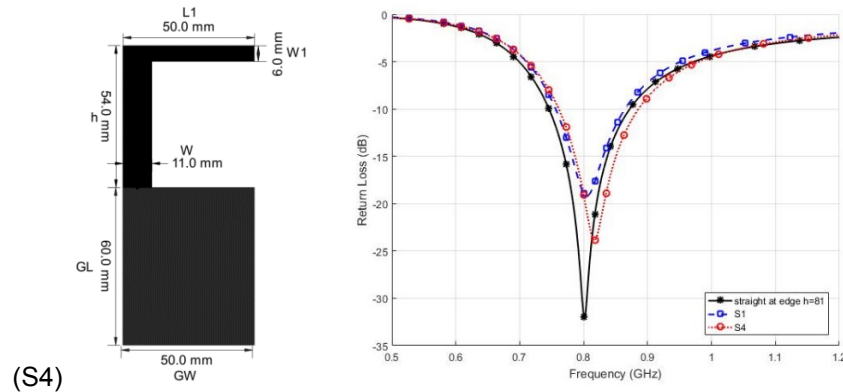 L1
50.0 mm
6.0 mm
W1
54.0 mm
h
W
11.0 mm
60.0 mm
GL
50.0 mm
GW
(S4)
0
-5
-10
-15
-20
-25
-30
-35
Return Loss (dB)
0.5
0.6
0.7
0.8
0.9
1
1.1
1.2
Frequency (GHz)
straight at edge h=81
S1
S4